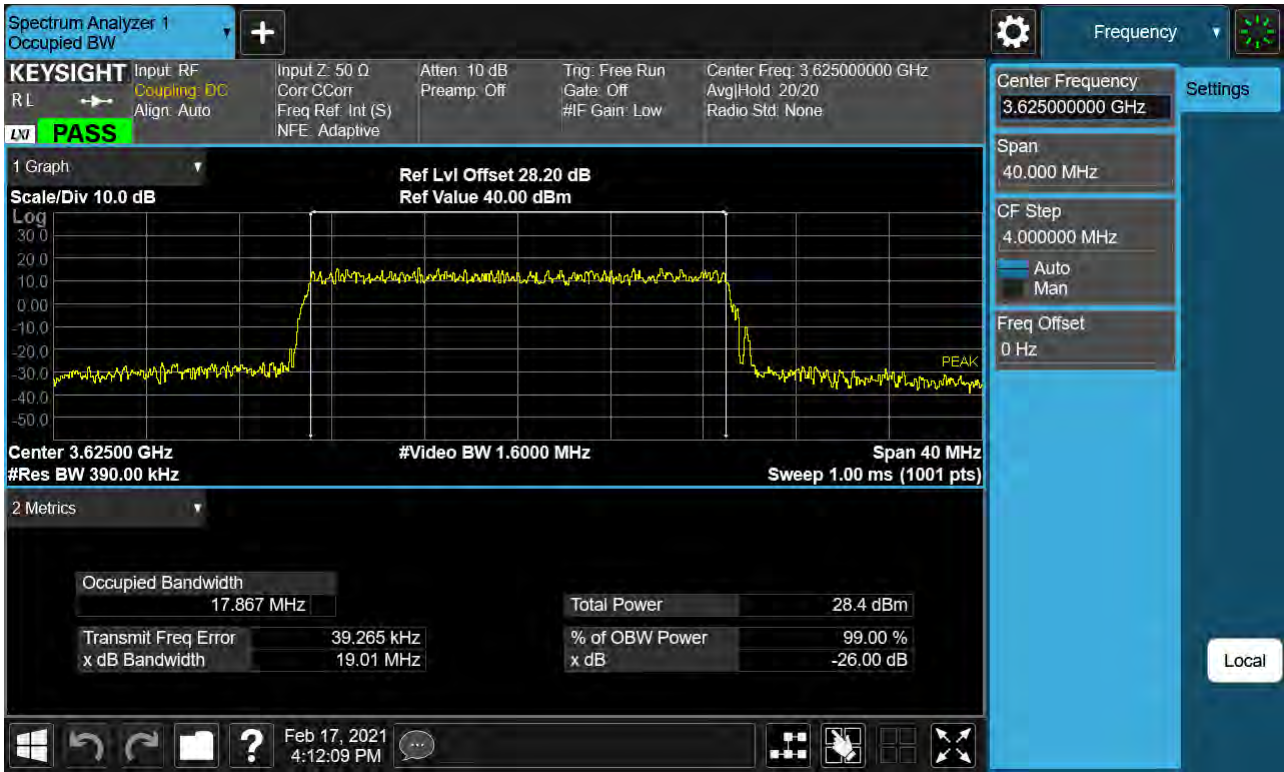 Spectrum Analyzer 1
Occupied BW
+
Frequency
KEYSIGHT
R L
LXI
PASS
Input: RF
Coupling: DC
Align: Auto
Input Z: 50 Ω
Corr CCorr
Freq Ref: Int (S)
NFE: Adaptive
Atten: 10 dB
Preamp: Off
Trig: Free Run
Gate: Off
#IF Gain: Low
Center Freq: 3.625000000 GHz
Avg|Hold: 20/20
Radio Std: None
Center Frequency
3.625000000 GHz
Settings
Span
40.000 MHz
CF Step
4.000000 MHz
Auto
Man
Freq Offset
0 Hz
Local
1 Graph
Scale/Div 10.0 dB
Ref Lvl Offset 28.20 dB
Ref Value 40.00 dBm
Log
30.0
20.0
10.0
0.00
-10.0
-20.0
-30.0
-40.0
-50.0
PEAK
Center 3.62500 GHz
#Video BW 1.6000 MHz
Span 40 MHz
#Res BW 390.00 kHz
Sweep 1.00 ms (1001 pts)
2 Metrics
Occupied Bandwidth
17.867 MHz
Total Power 28.4 dBm
Transmit Freq Error 39.265 kHz
% of OBW Power 99.00 %
x dB Bandwidth 19.01 MHz
x dB -26.00 dB
?
Feb 17, 2021
4:12:09 PM